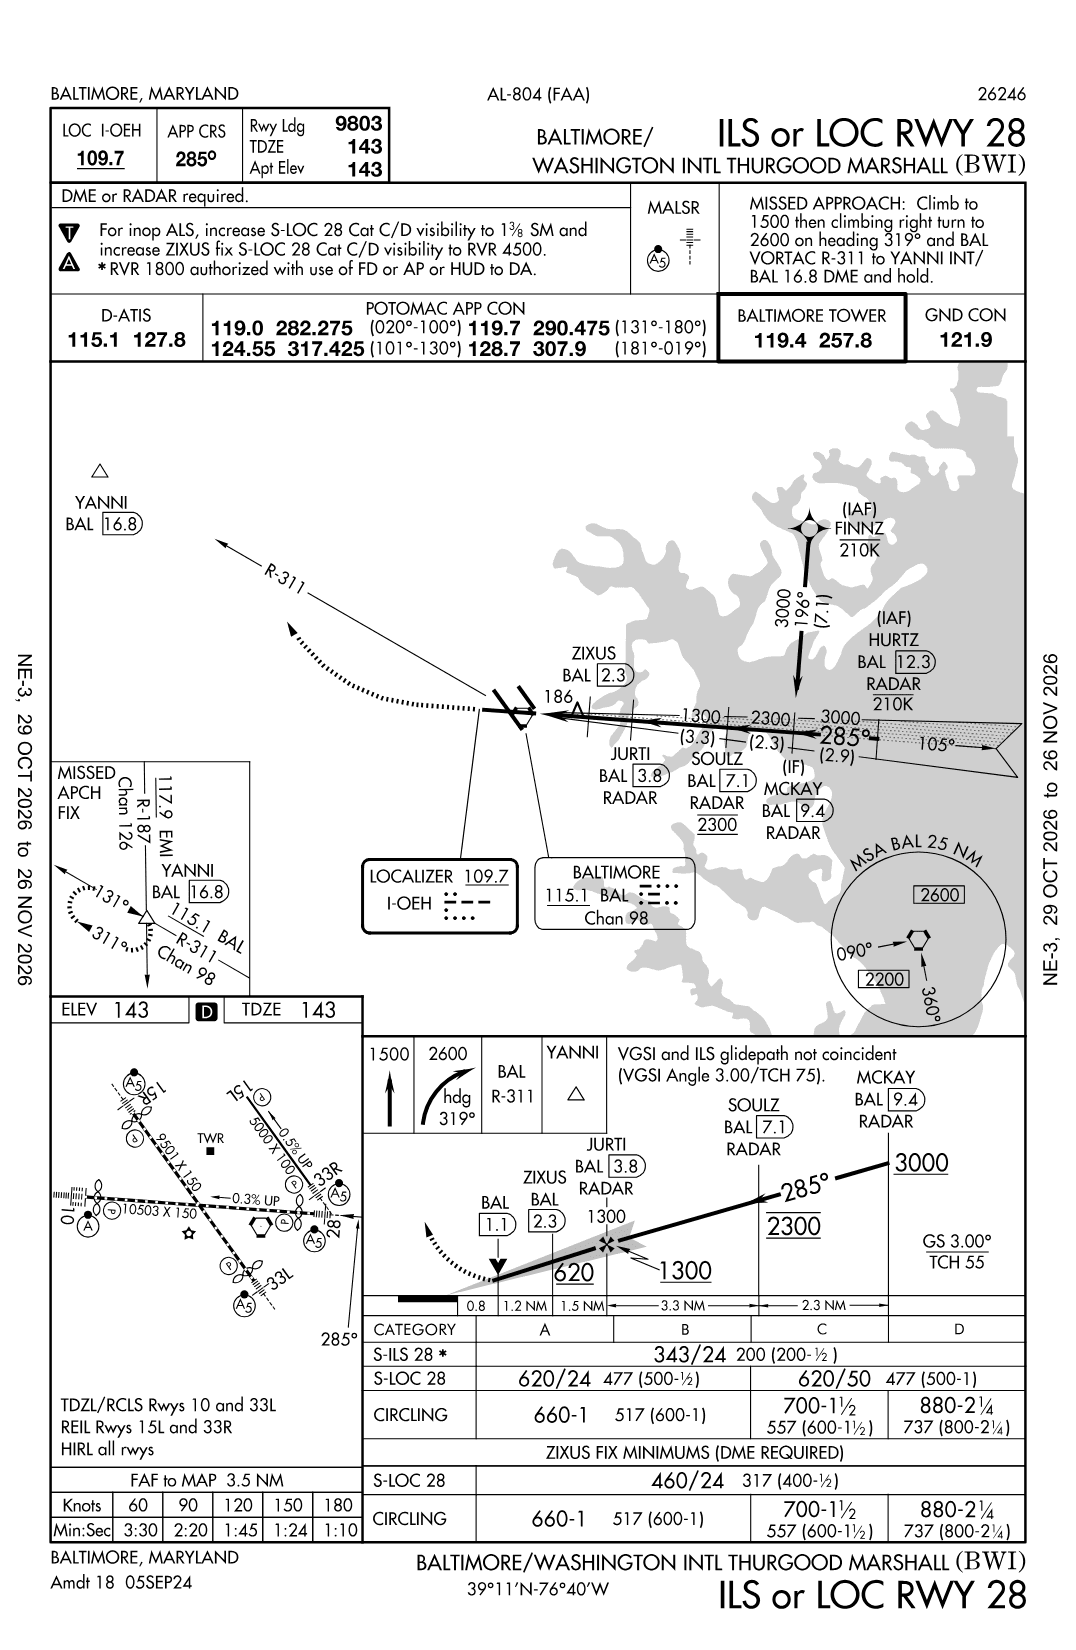 BALTIMORE, MARYLAND
AL-804 (FAA)
26246
LOC I-OEH
109.7
APP CRS
285°
Rwy Ldg 9803
TDZE 143
Apt Elev 143
BALTIMORE/
WASHINGTON INTL THURGOOD MARSHALL (BWI)
ILS or LOC RWY 28
DME or RADAR required.
T
A
For inop ALS, increase S-LOC 28 Cat C/D visibility to 1⅜ SM and
increase ZIXUS fix S-LOC 28 Cat C/D visibility to RVR 4500.
* RVR 1800 authorized with use of FD or AP or HUD to DA.
MALSR
A5
MISSED APPROACH: Climb to
1500 then climbing right turn to
2600 on heading 319° and BAL
VORTAC R-311 to YANNI INT/
BAL 16.8 DME and hold.
D-ATIS
115.1 127.8
POTOMAC APP CON
119.0 282.275 (020°-100°) 119.7 290.475 (131°-180°)
124.55 317.425 (101°-130°) 128.7 307.9 (181°-019°)
BALTIMORE TOWER
119.4 257.8
GND CON
121.9
YANNI
BAL 16.8
R-311
(IAF)
FINNZ
210K
3000
196°
(7.1)
(IAF)
HURTZ
BAL 12.3
RADAR
210K
ZIXUS
BAL 2.3
186
1300
2300
3000
285°
105°
(3.3)
(2.3)
(2.9)
JURTI
BAL 3.8
RADAR
SOULZ
BAL 7.1
RADAR
2300
(IF)
MCKAY
BAL 9.4
RADAR
LOCALIZER 109.7
I-OEH
BALTIMORE
115.1 BAL
Chan 98
MSA BAL 25 NM
2600
090°
2200
360°
MISSED
APCH
FIX
117.9 EMI
R-187
Chan 126
YANNI
BAL 16.8
131°
311°
115.1 BAL
R-311
Chan 98
NE-3, 29 OCT 2026 to 26 NOV 2026
NE-3, 29 OCT 2026 to 26 NOV 2026
ELEV 143
D
TDZE 143
A5
15R
15L
P
P
TWR
9501 X 150
5000 X 100
0.5% UP
33R
A5
P
0.3% UP
10
A
P
10503 X 150
P
28
A5
P
33L
A5
285°
TDZL/RCLS Rwys 10 and 33L
REIL Rwys 15L and 33R
HIRL all rwys
FAF to MAP 3.5 NM
Knots 60 90 120 150 180
Min:Sec 3:30 2:20 1:45 1:24 1:10
1500
2600
hdg
319°
BAL
R-311
YANNI
VGSI and ILS glidepath not coincident
(VGSI Angle 3.00/TCH 75).
MCKAY
BAL 9.4
RADAR
SOULZ
BAL 7.1
RADAR
JURTI
BAL 3.8
RADAR
1300
ZIXUS
BAL
2.3
BAL
1.1
3000
285°
2300
1300
620
GS 3.00°
TCH 55
0.8
1.2 NM
1.5 NM
3.3 NM
2.3 NM
CATEGORY A B C D
S-ILS 28 * 343/24 200 (200-½)
S-LOC 28 620/24 477 (500-½) 620/50 477 (500-1)
CIRCLING 660-1 517 (600-1) 700-1½ 557 (600-1½) 880-2¼ 737 (800-2¼)
ZIXUS FIX MINIMUMS (DME REQUIRED)
S-LOC 28 460/24 317 (400-½)
CIRCLING 660-1 517 (600-1) 700-1½ 557 (600-1½) 880-2¼ 737 (800-2¼)
BALTIMORE, MARYLAND
Amdt 18 05SEP24
39°11'N-76°40'W
BALTIMORE/WASHINGTON INTL THURGOOD MARSHALL (BWI)
ILS or LOC RWY 28